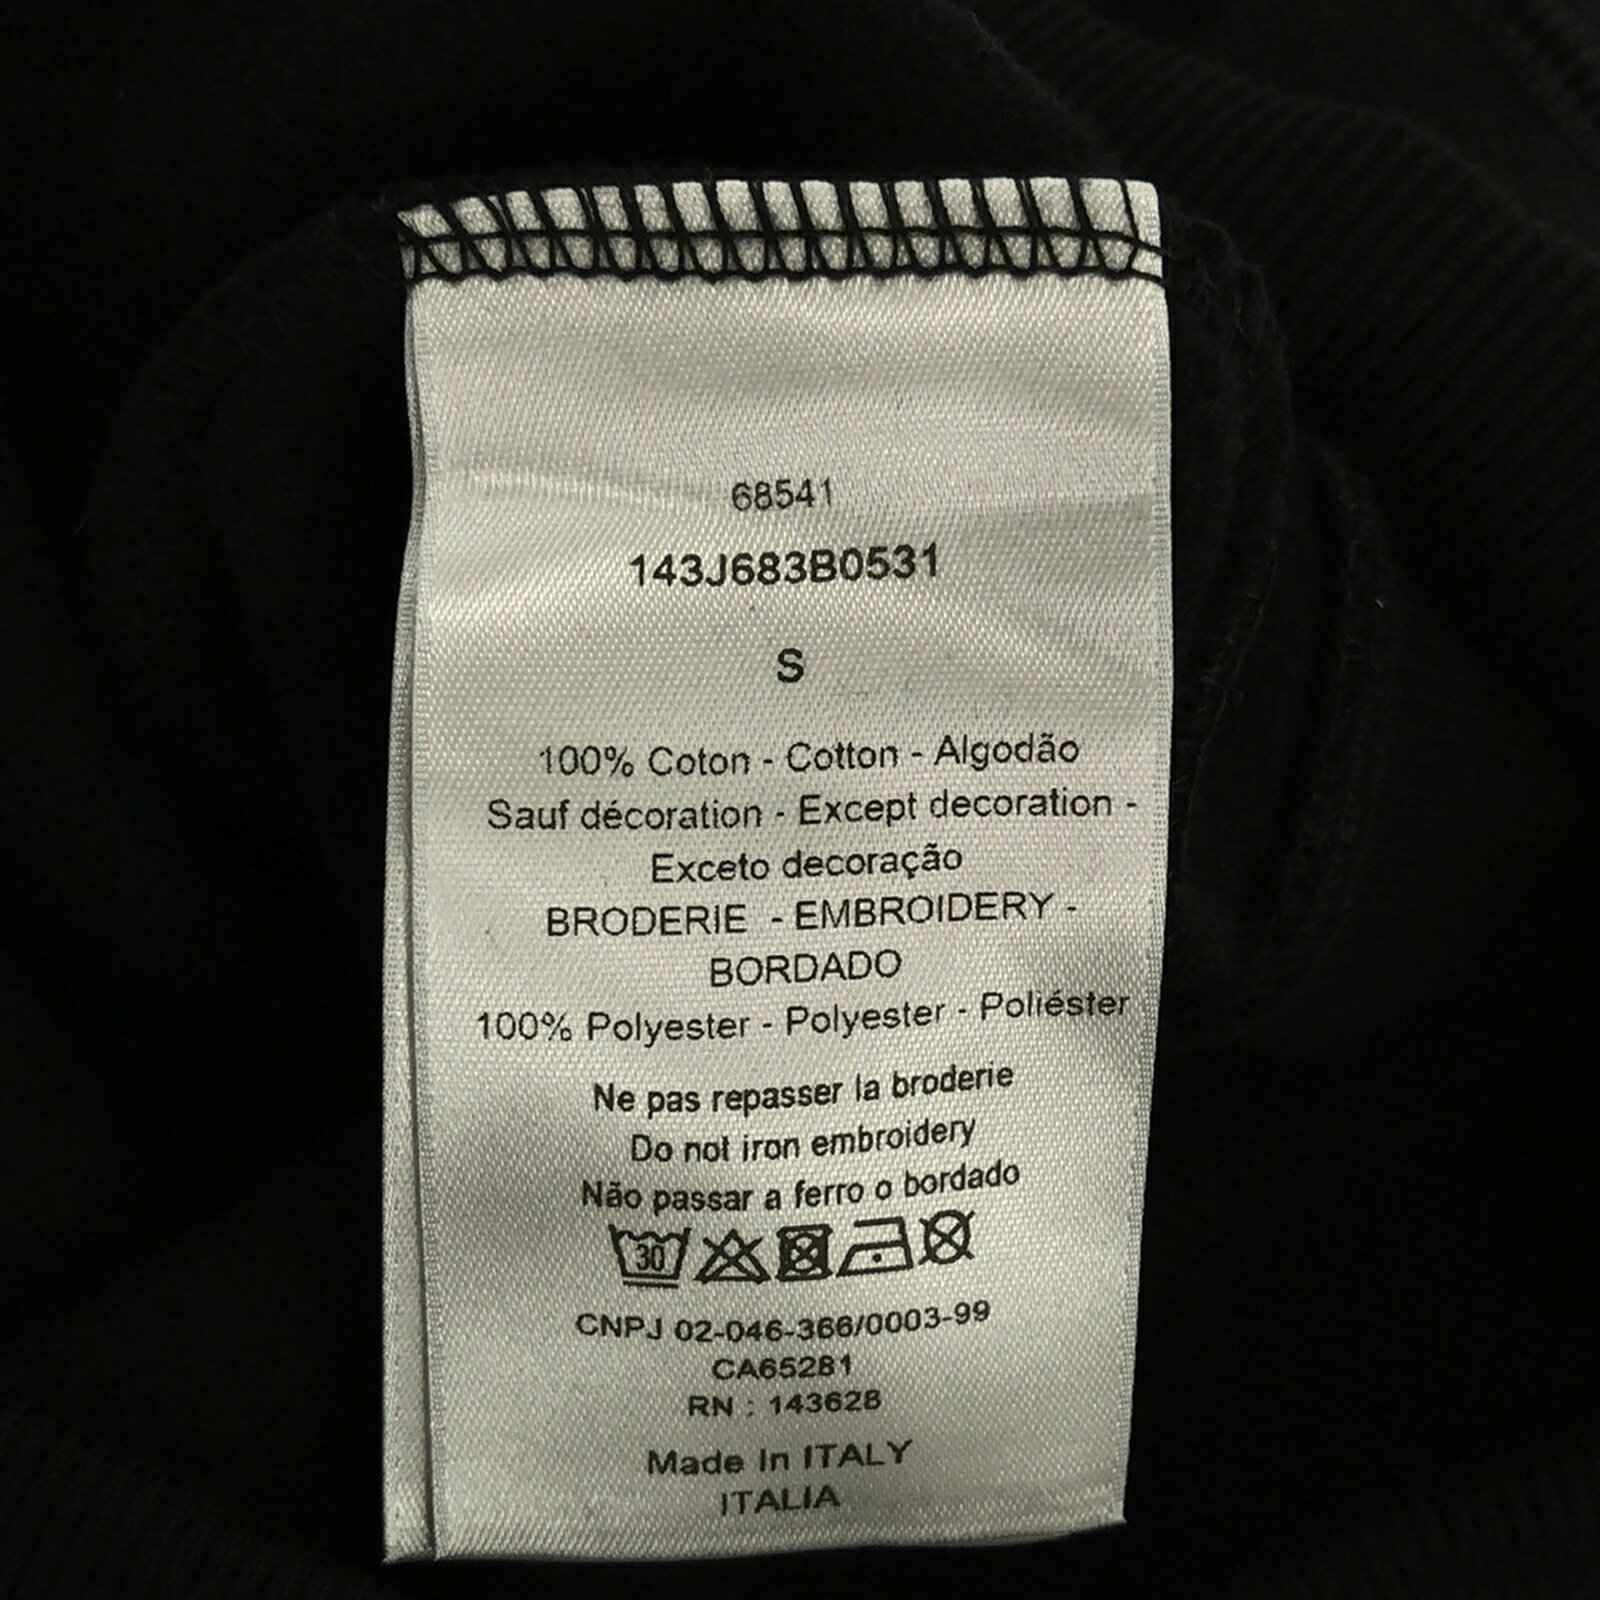 68541
143J683B0531
S
100% Coton - Cotton - Algodão
Sauf décoration - Except decoration -
Exceto decoração
BRODERIE - EMBROIDERY -
BORDADO
100% Polyester - Polyester - Poliéster
Ne pas repasser la broderie
Do not iron embroidery
Não passar a ferro o bordado
30
CNPJ 02-046-366/0003-99
CA65281
RN : 143628
Made In ITALY
ITALIA